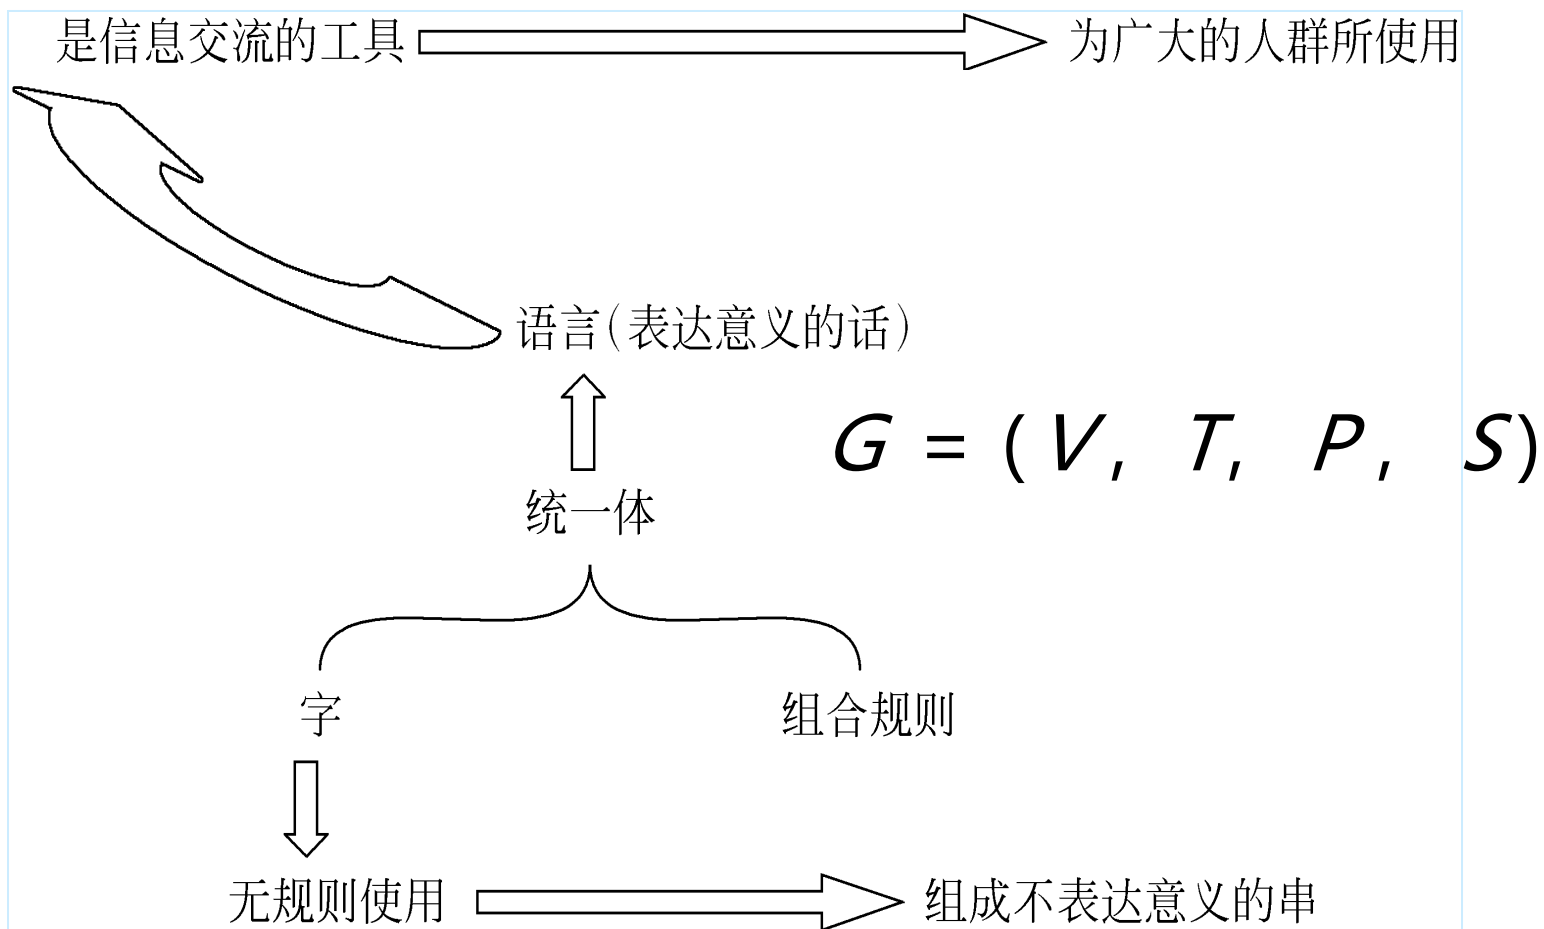 是信息交流的工具 为广大的人群所使用
语言(表达意义的话)
G = ( V, T, P, S)
统一体
字 组合规则
无规则使用 组成不表达意义的串